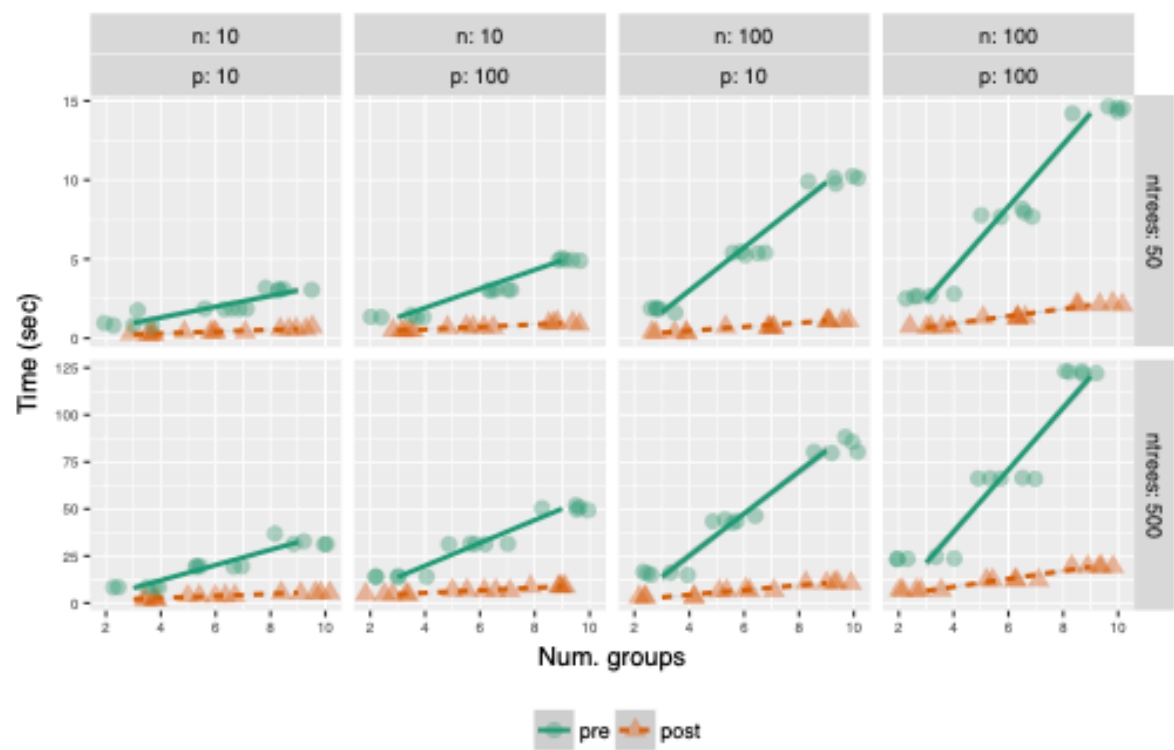 n: 10
n: 10
n: 100
n: 100
p: 10
p: 100
p: 10
p: 100
15
10
5
0
ntrees: 50
Time (sec)
125
100
75
50
25
0
ntrees: 500
2 4 6 8 10
2 4 6 8 10
2 4 6 8 10
2 4 6 8 10
Num. groups
pre post